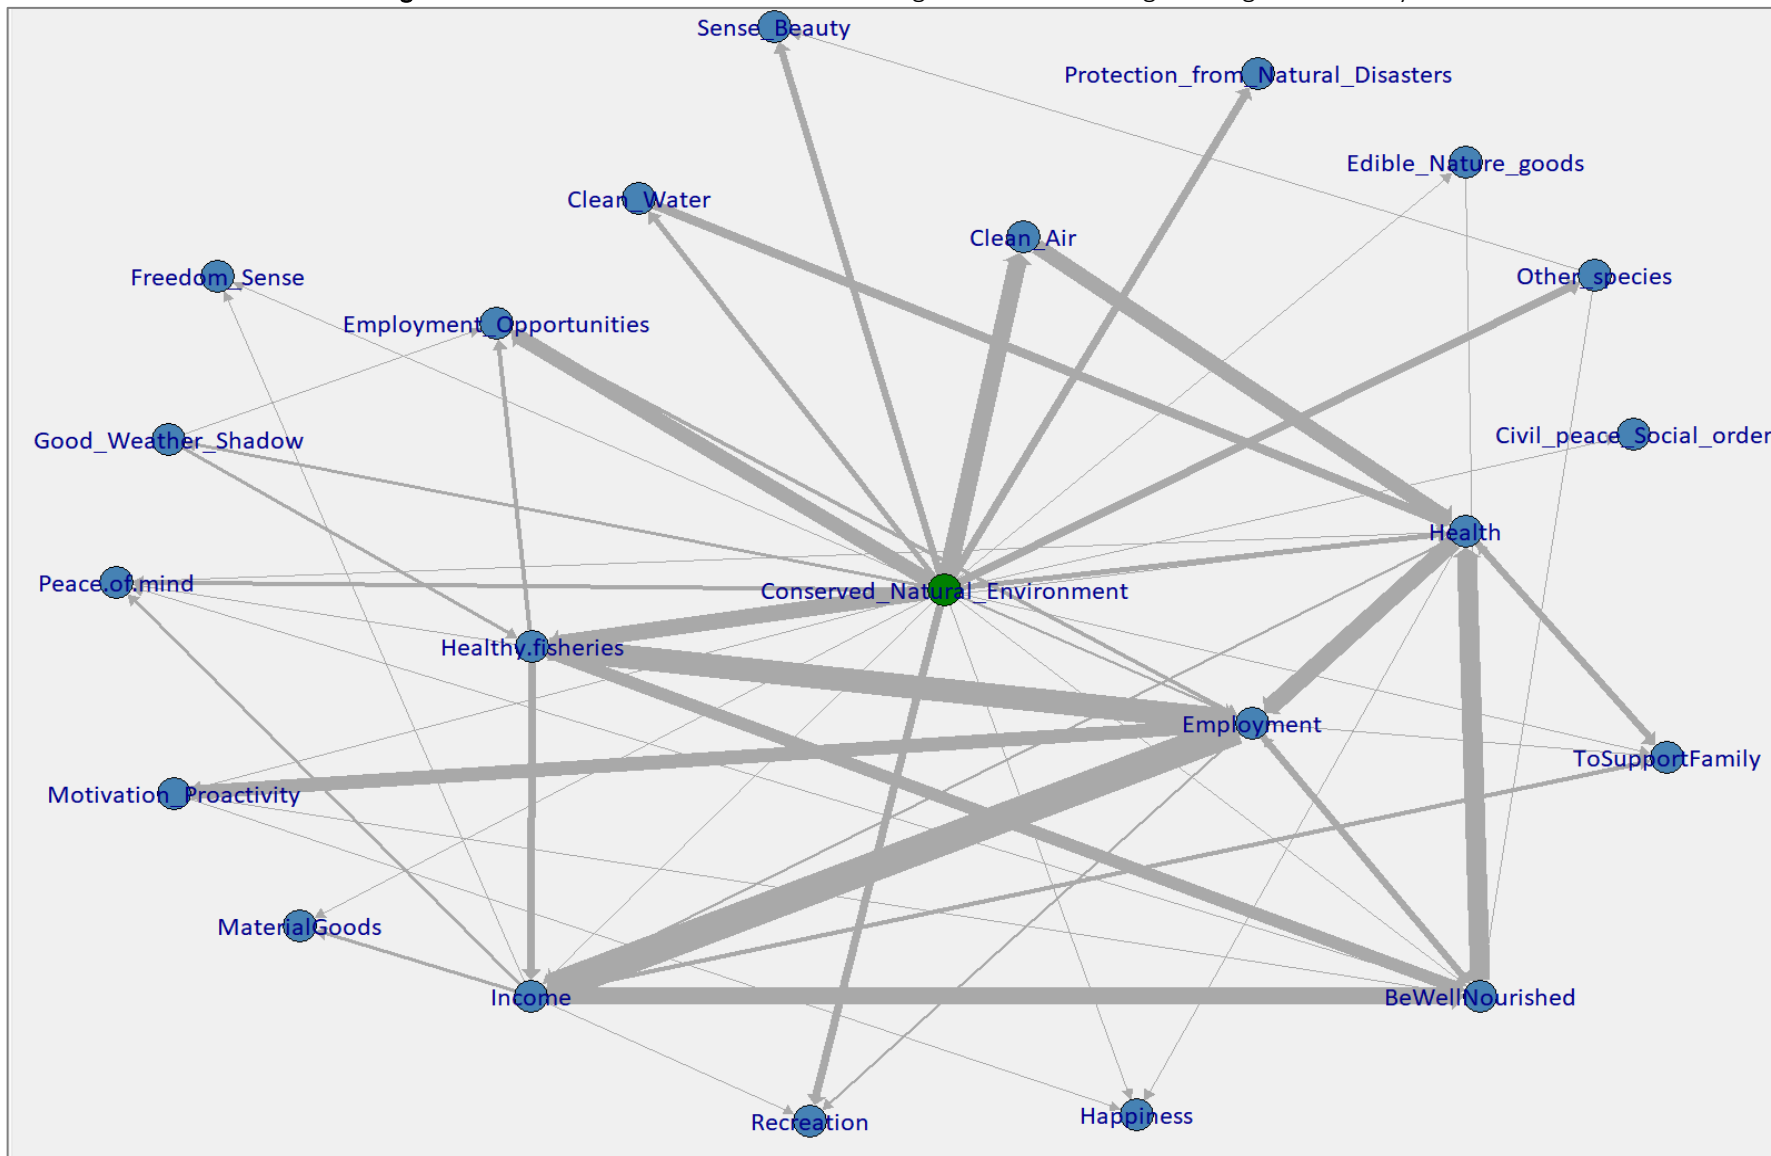 Sense_Beauty
Protection_from_Natural_Disasters
Edible_Nature_goods
Clean_Water
Clean_Air
Freedom_Sense
Other_species
Employment_Opportunities
Good_Weather_Shadow
Civil_peace_Social_order
Health
Peace.of.mind
Conserved_Natural_Environment
Healthy.fisheries
Employment
ToSupportFamily
Motivation_Proactivity
MaterialGoods
Income
BeWellNourished
Recreation
Happiness